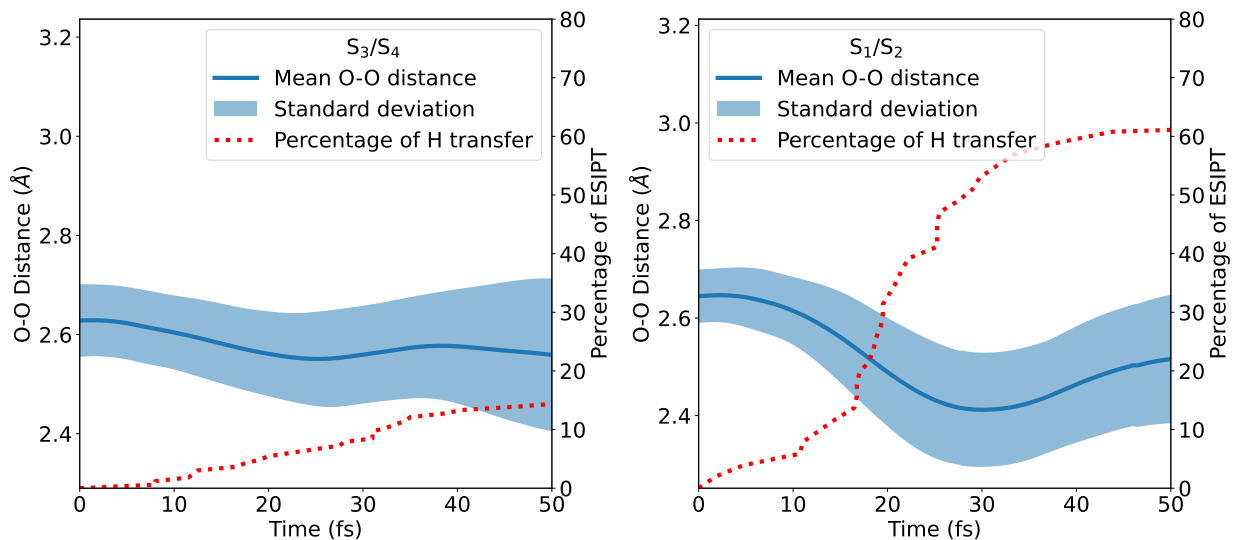 S₃/S₄
Mean O-O distance
Standard deviation
Percentage of H transfer
O-O Distance (Å)
3.2
3.0
2.8
2.6
2.4
80
70
60
50
40
30
20
10
0
Percentage of ESIPT
0 10 20 30 40 50
Time (fs)
S₁/S₂
Mean O-O distance
Standard deviation
Percentage of H transfer
O-O Distance (Å)
3.2
3.0
2.8
2.6
2.4
80
70
60
50
40
30
20
10
0
Percentage of ESIPT
0 10 20 30 40 50
Time (fs)